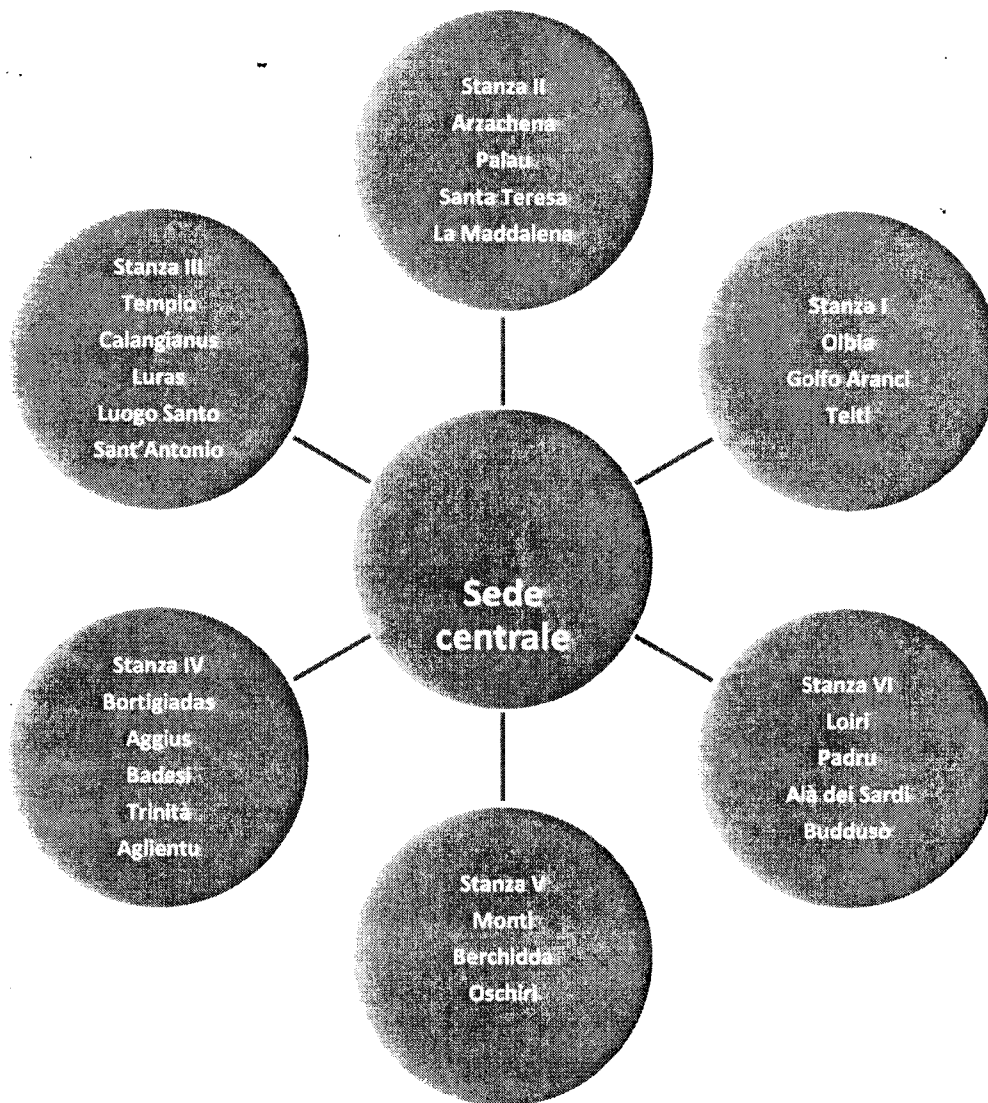 Stanza II
Arzachena
Palau
Santa Teresa
La Maddalena
Stanza III
Tempio
Calangianus
Luras
Luogo Santo
Sant'Antonio
Stanza I
Olbia
Golfo Aranci
Telti
Sede
centrale
Stanza IV
Bortigiadas
Aggius
Badesi
Trinità
Aglientu
Stanza VI
Loiri
Padru
Alà dei Sardi
Buddusò
Stanza V
Monti
Berchidda
Oschiri